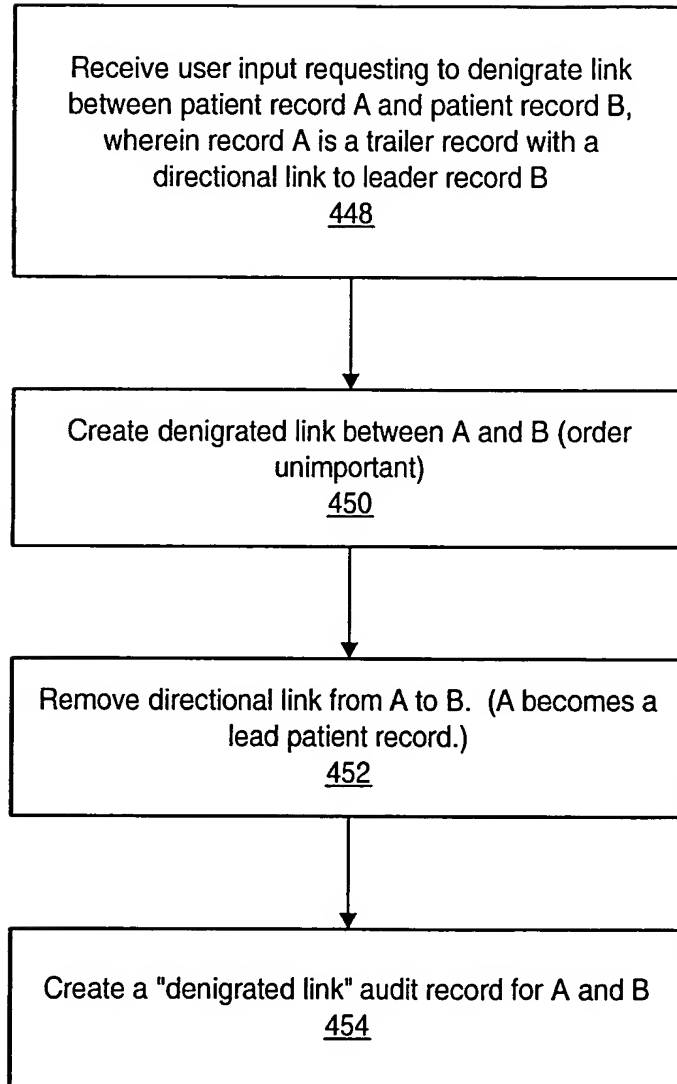 Receive user input requesting to denigrate link
between patient record A and patient record B,
wherein record A is a trailer record with a
directional link to leader record B
448
Create denigrated link between A and B (order
unimportant)
450
Remove directional link from A to B. (A becomes a
lead patient record.)
452
Create a "denigrated link" audit record for A and B
454